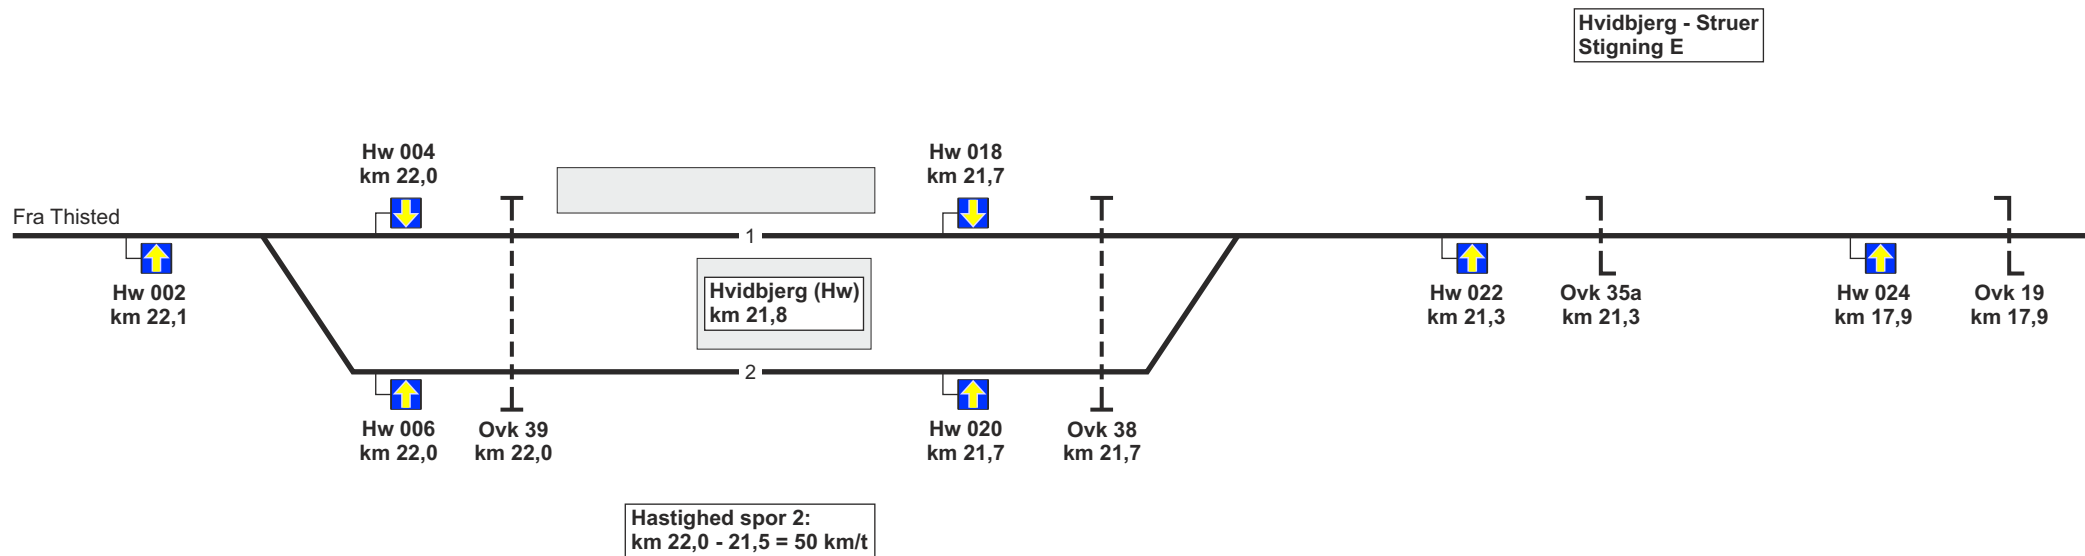 Hvidbjerg - Struer
Stigning E
Hw 004
km 22,0
Hw 018
km 21,7
Fra Thisted
1
Hw 002
km 22,1
Hvidbjerg (Hw)
km 21,8
Hw 022
km 21,3
Ovk 35a
km 21,3
Hw 024
km 17,9
Ovk 19
km 17,9
2
Hw 006
km 22,0
Ovk 39
km 22,0
Hw 020
km 21,7
Ovk 38
km 21,7
Hastighed spor 2:
km 22,0 - 21,5 = 50 km/t